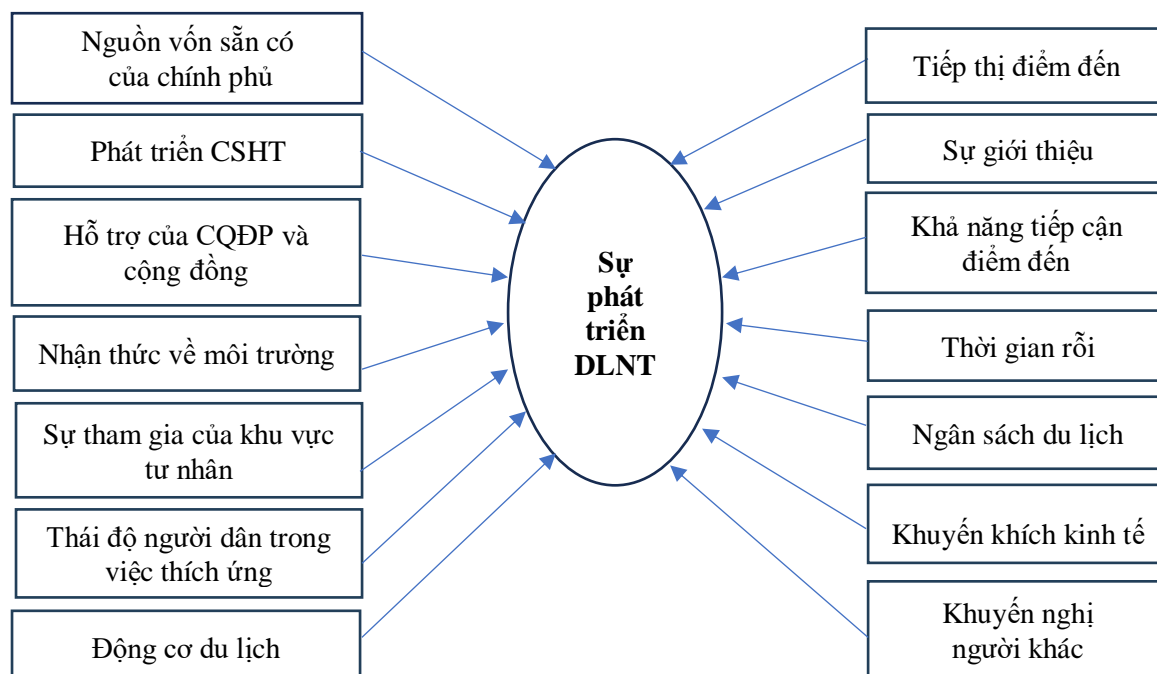 Nguồn vốn sẵn có
của chính phủ
Phát triển CSHT
Hỗ trợ của CQĐP và
cộng đồng
Nhận thức về môi trường
Sự tham gia của khu vực
tư nhân
Thái độ người dân trong
việc thích ứng
Động cơ du lịch
Sự
phát
triển
DLNT
Tiếp thị điểm đến
Sự giới thiệu
Khả năng tiếp cận
điểm đến
Thời gian rỗi
Ngân sách du lịch
Khuyến khích kinh tế
Khuyến nghị
người khác